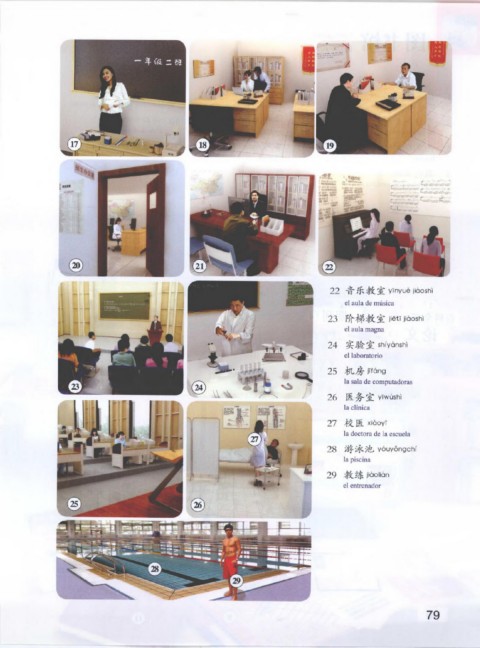 一年级二班
17
18
19
20
21
22
23
24
25
26
27
28
29
22 音乐教室 yīnyuè jiàoshì
el aula de música
23 阶梯教室 jiētī jiàoshì
el aula magna
24 实验室 shíyànshì
el laboratorio
25 机房 jīfáng
la sala de computadoras
26 医务室 yīwùshì
la clínica
27 校医 xiàoyī
la doctora de la escuela
28 游泳池 yóuyǒngchí
la piscina
29 教练 jiàoliàn
el entrenador
79